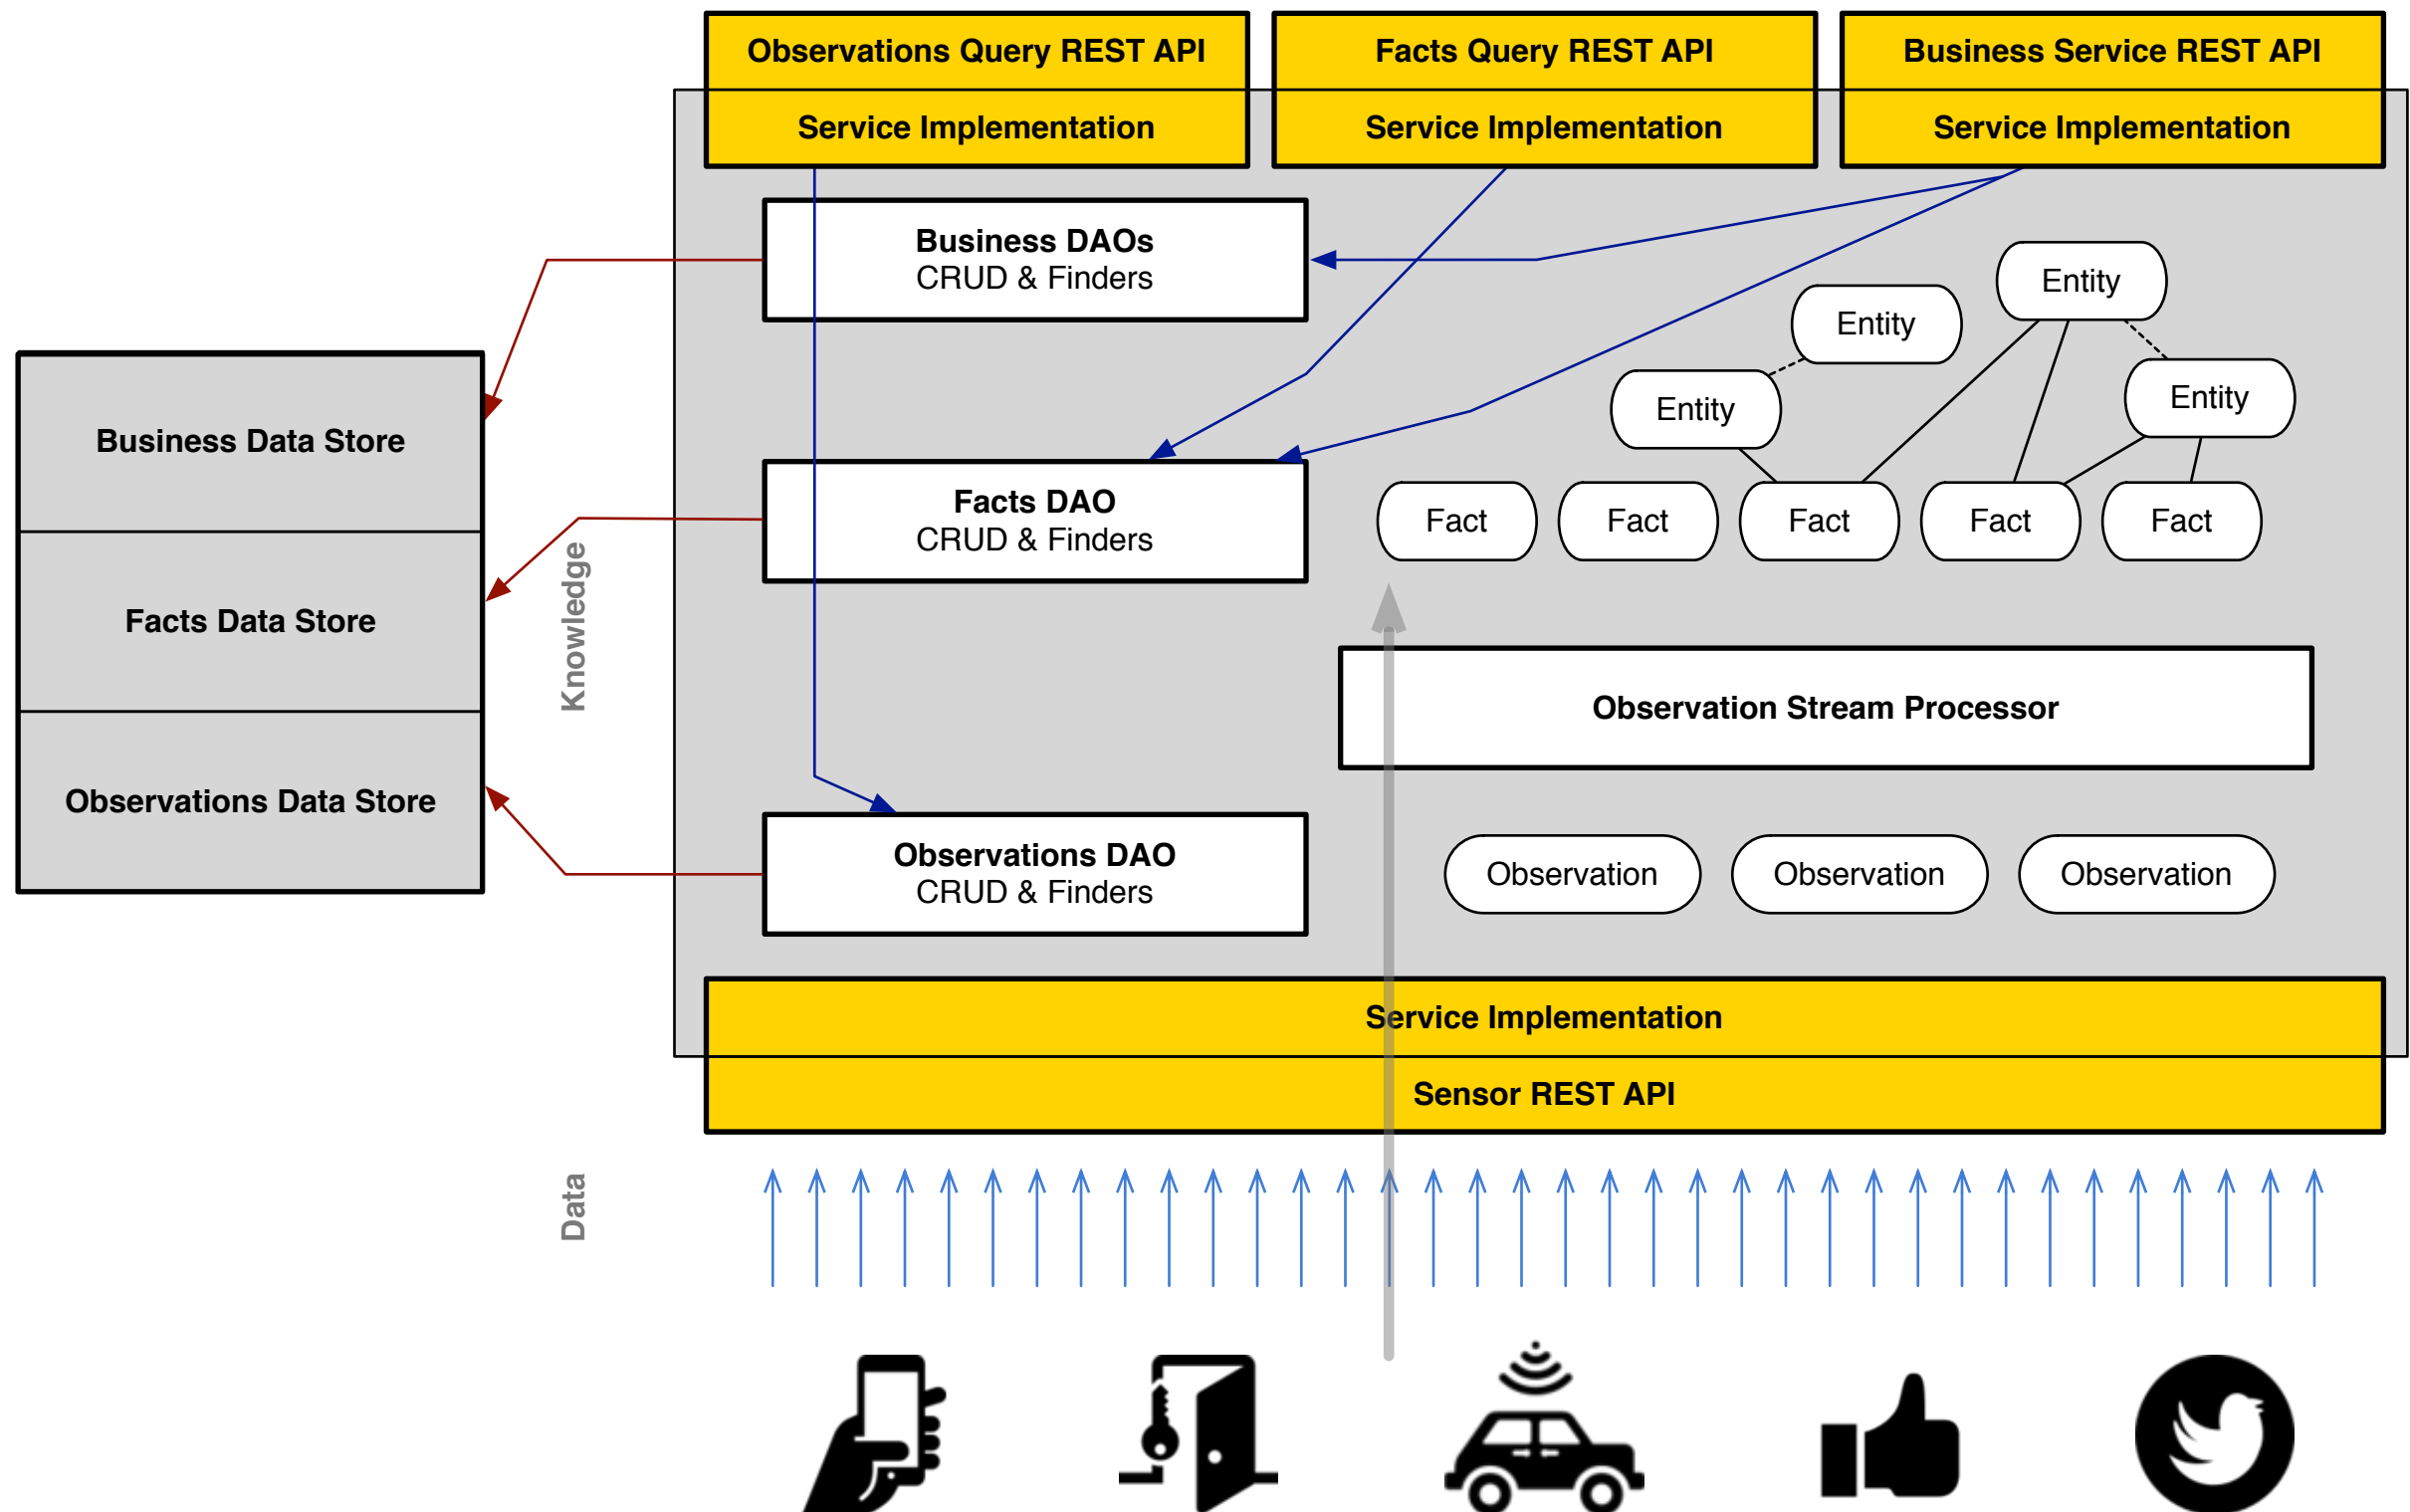 Observations Query REST API
Service Implementation
Facts Query REST API
Service Implementation
Business Service REST API
Service Implementation
Business DAOs
CRUD & Finders
Entity
Entity
Entity
Entity
Business Data Store
Facts Data Store
Observations Data Store
Knowledge
Facts DAO
CRUD & Finders
Fact
Fact
Fact
Fact
Fact
Observation Stream Processor
Observations DAO
CRUD & Finders
Observation
Observation
Observation
Service Implementation
Sensor REST API
Data